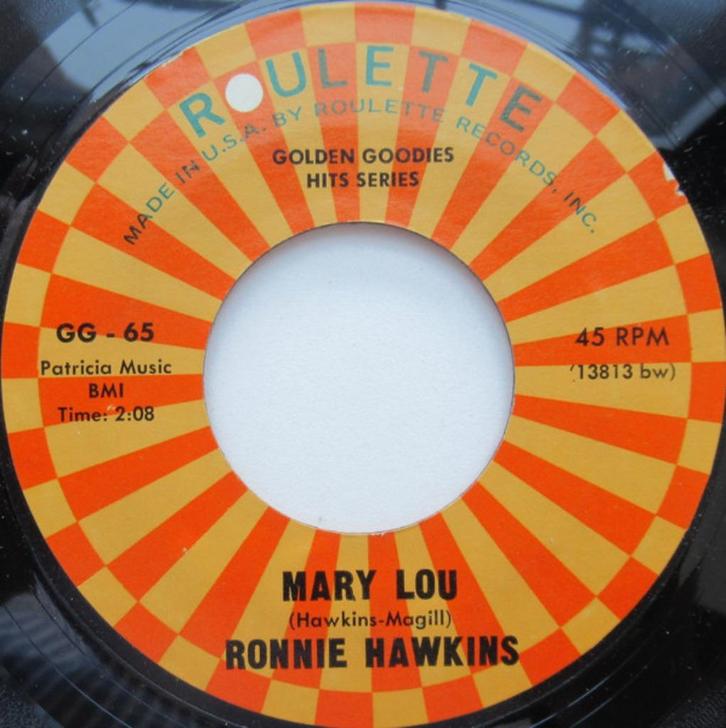 ROULETTE
MADE IN U.S.A. BY ROULETTE RECORDS, INC.
GOLDEN GOODIES
HITS SERIES
GG - 65
Patricia Music
BMI
Time: 2:08
45 RPM
(13813 bw)
MARY LOU
(Hawkins-Magill)
RONNIE HAWKINS